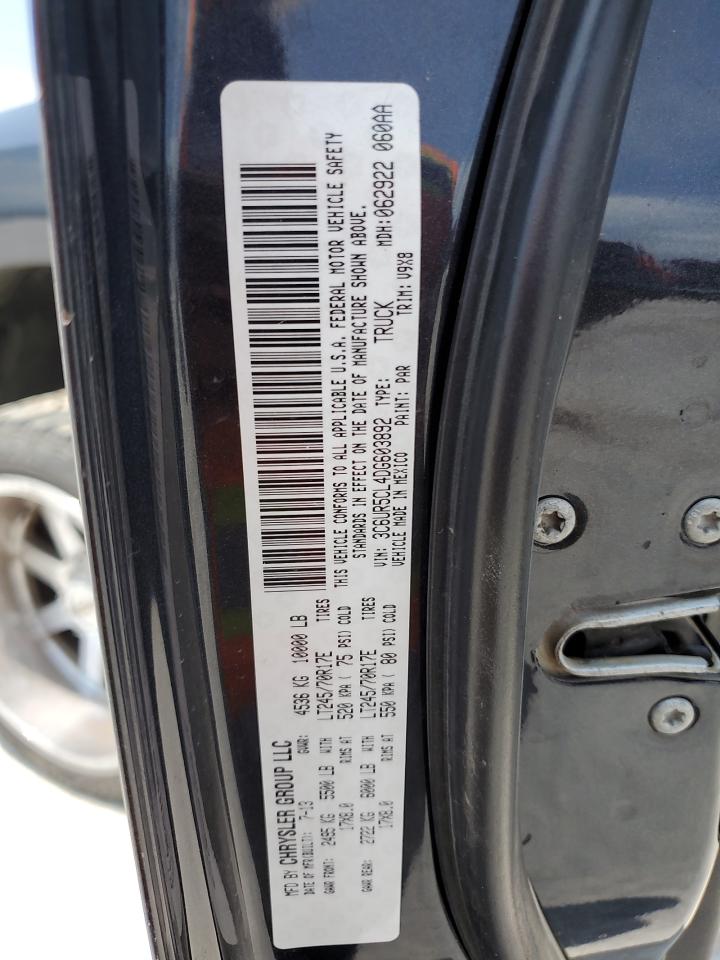 MFD BY CHRYSLER GROUP LLC
DATE OF MFR(BUILT): 7-13 GVWR: 4536 KG 10000 LB
GAWR FRONT: 2495 KG 5500 LB WITH LT245/70R17E TIRES
17X8.0 RIMS AT 520 KPA( 75 PSI) COLD
GAWR REAR: 2722 KG 6000 LB WITH LT245/70R17E TIRES
17X8.0 RIMS AT 550 KPA ( 80 PSI) COLD
THIS VEHICLE CONFORMS TO ALL APPLICABLE U.S.A. FEDERAL MOTOR VEHICLE SAFETY
STANDARDS IN EFFECT ON THE DATE OF MANUFACTURE SHOWN ABOVE.
VIN: 3C6UR5CL4DG603892 TYPE: TRUCK MDH:062922 060AA
VEHICLE MADE IN MEXICO PAINT: PAR TRIM: V9X8